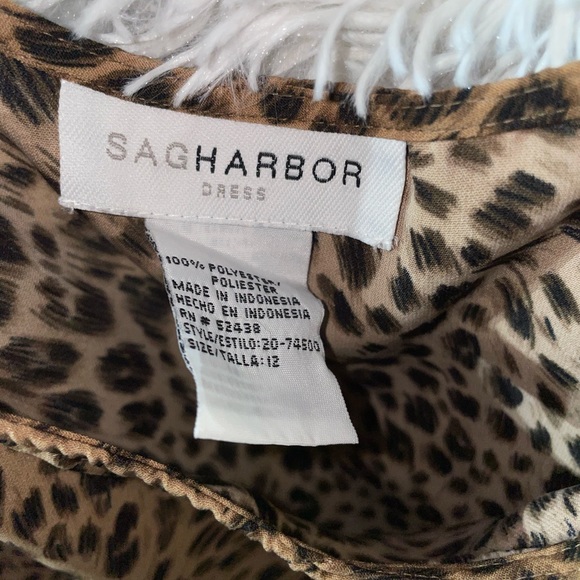 SAGHARBOR
DRESS
100% POLYESTER/
POLIESTER
MADE IN INDONESIA
HECHO EN INDONESIA
RN # 52438
STYLE/ESTILO:20-74500
SIZE/TALLA:12